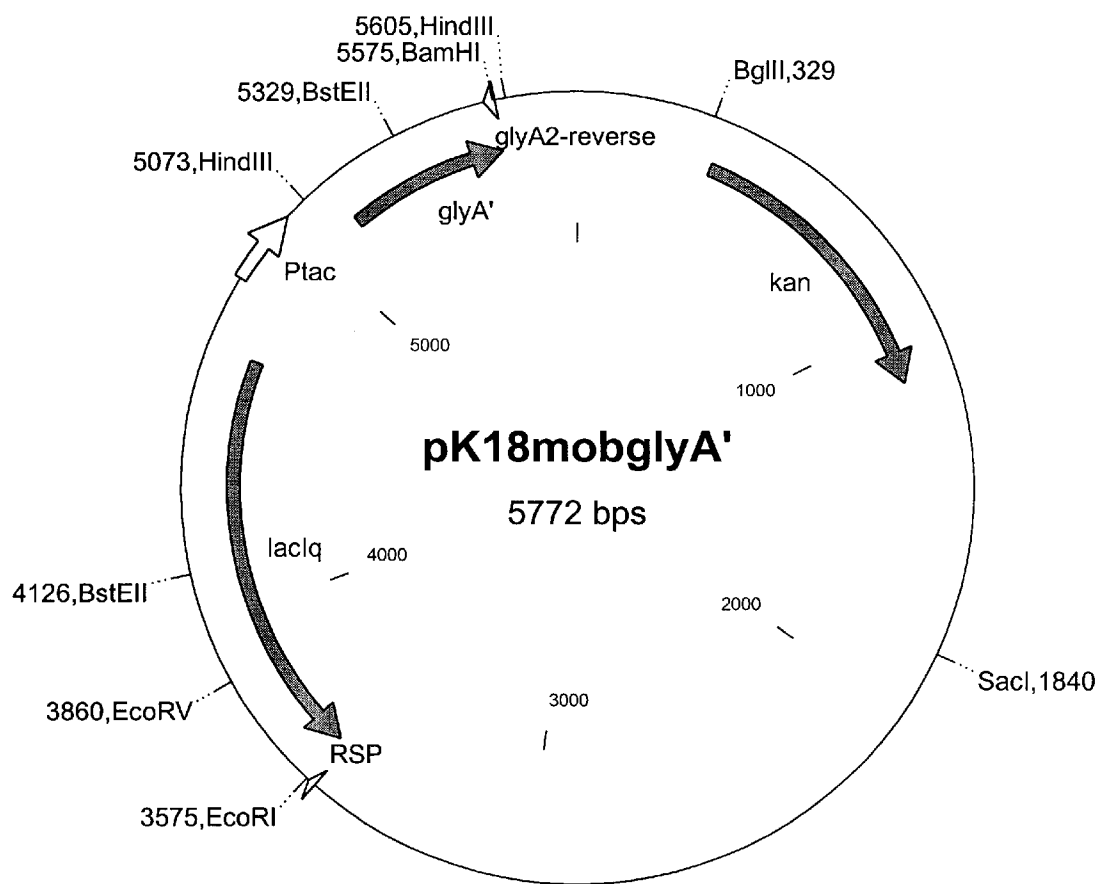 5605,HindIII
5575,BamHI
BglII,329
5329,BstEII
glyA2-reverse
5073,HindIII
glyA'
kan
Ptac
5000
1000
pK18mobglyA'
5772 bps
lacIq
4000
4126,BstEII
2000
SacI,1840
3860,EcoRV
3000
RSP
3575,EcoRI